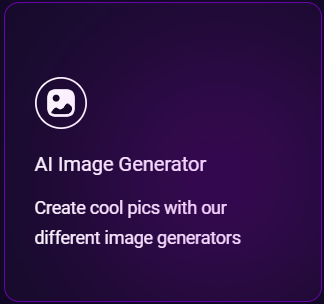 AI Image Generator
Create cool pics with our
different image generators